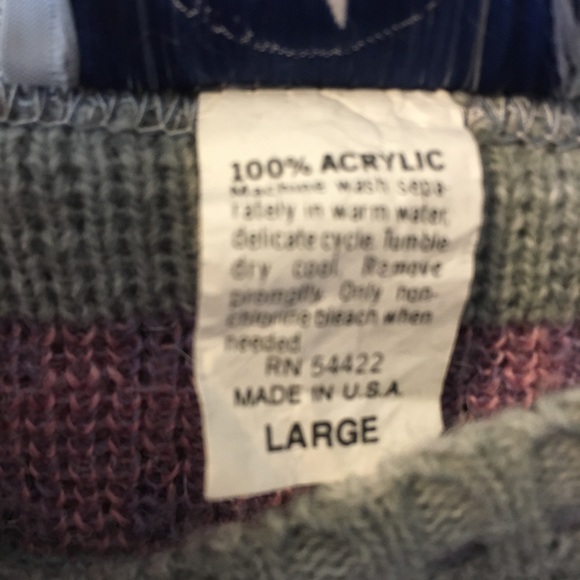 100% ACRYLIC
Machine wash sepa-
rately in warm water,
delicate cycle. Tumble
dry cool. Remove
promptly. Only non-
chlorine bleach when
needed.
RN 54422
MADE IN U.S.A.
LARGE